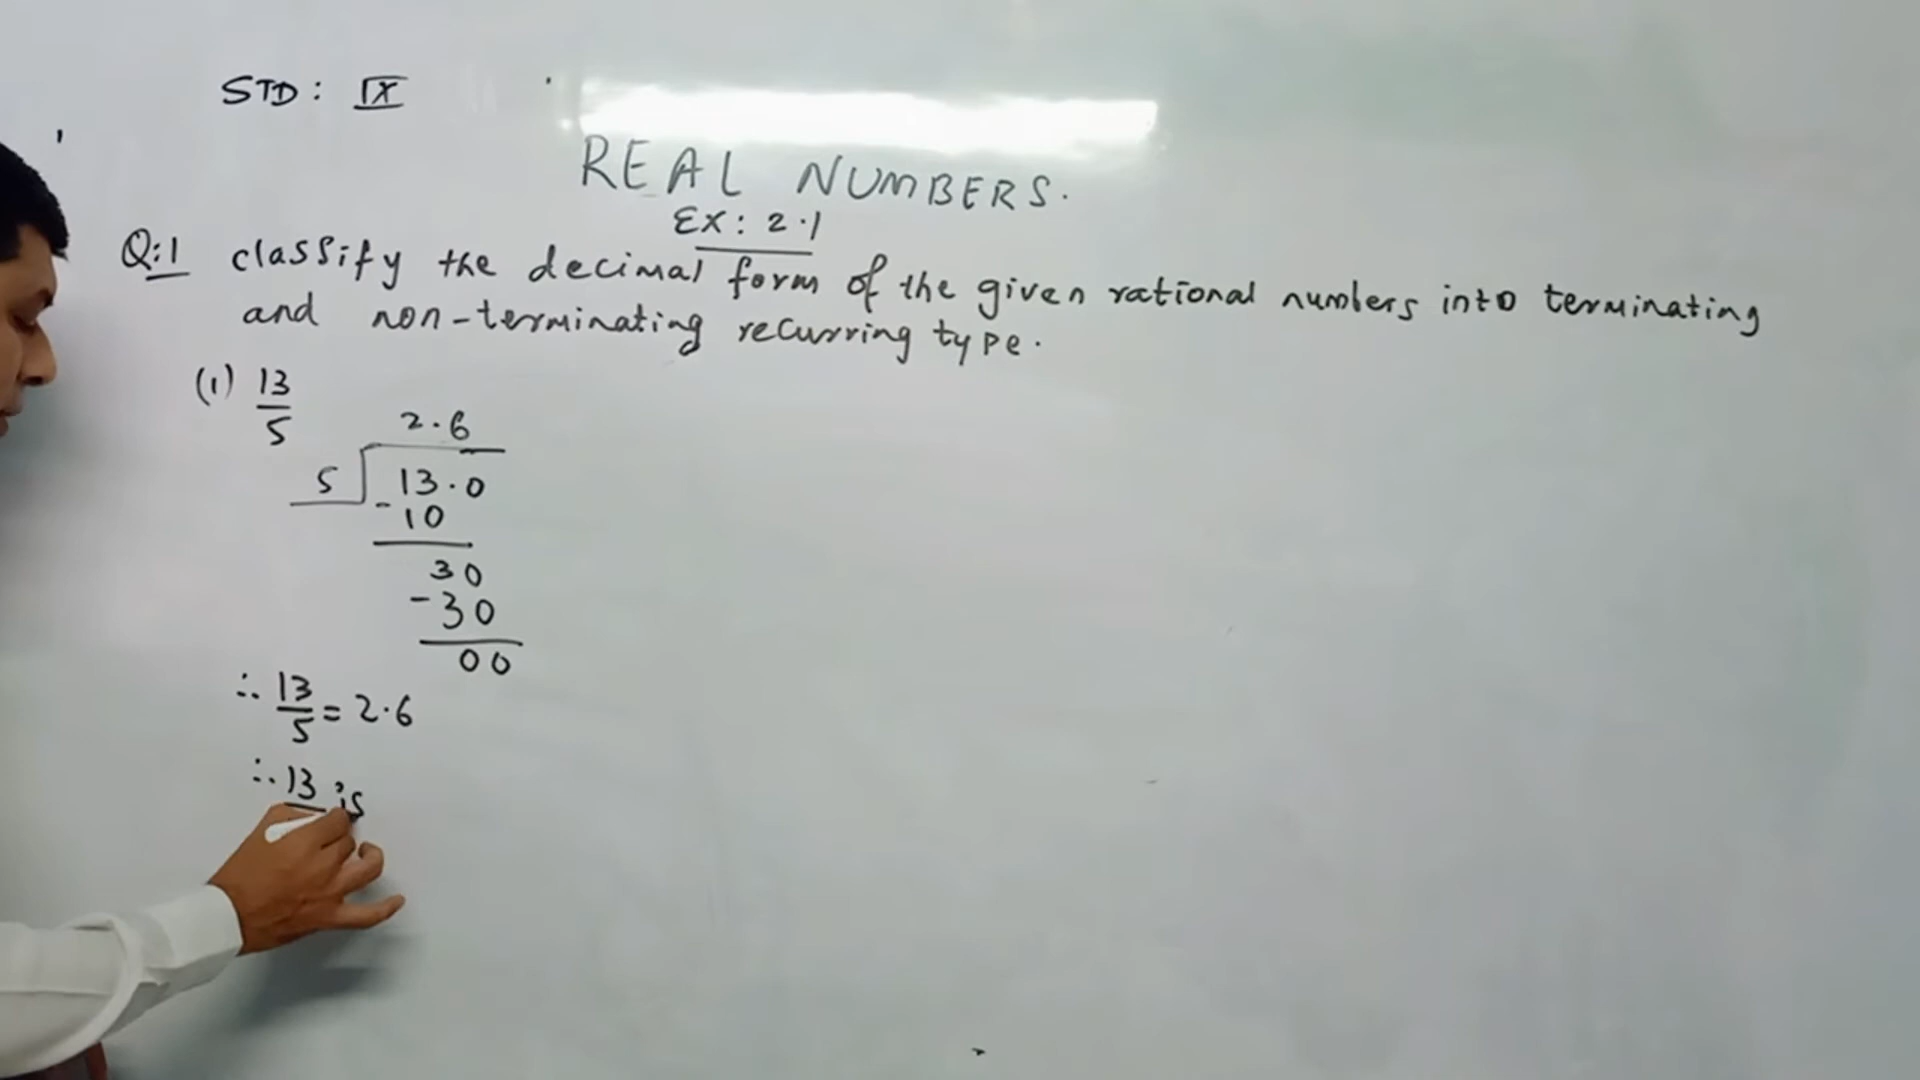 STD: IX
REAL NUMBERS.
EX: 2.1
Q:1 classify the decimal form of the given rational numbers into terminating
and non-terminating recurring type.
(1) 13/5
2.6
5 13.0
-10
30
-30
00
∴ 13/5 = 2.6
∴ 13 is